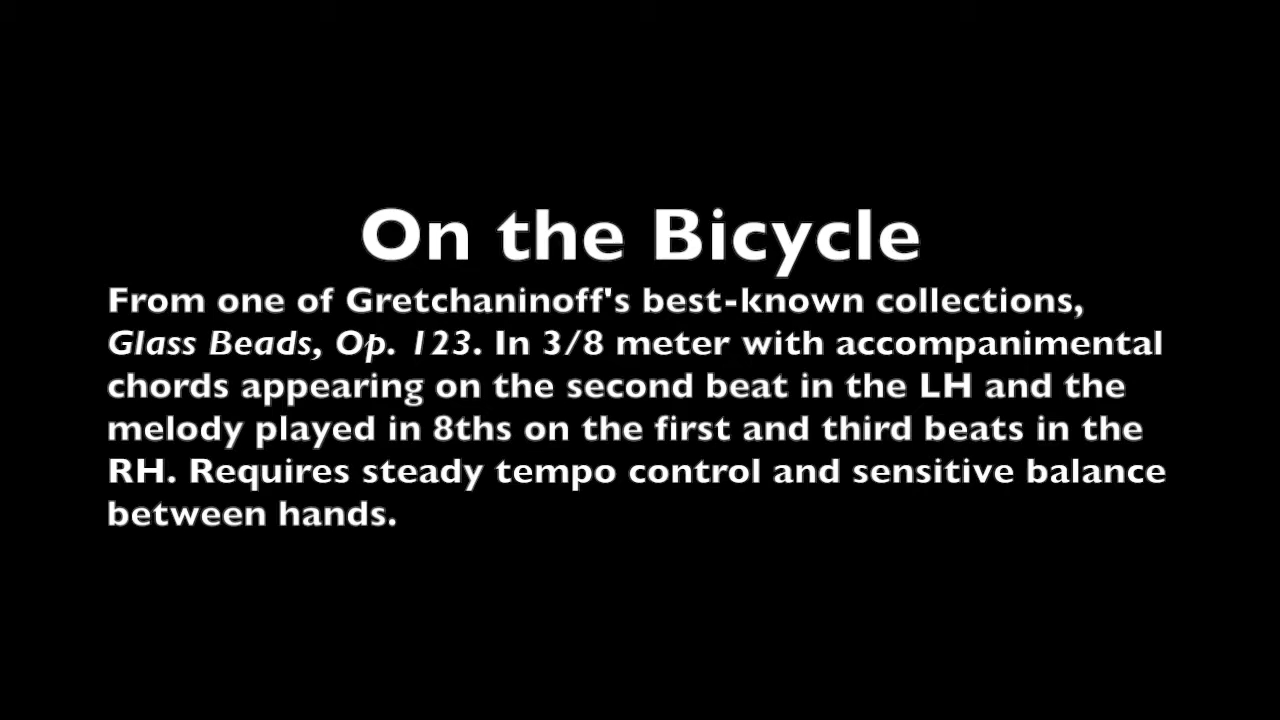 On the Bicycle
From one of Gretchaninoff's best-known collections,
Glass Beads, Op. 123. In 3/8 meter with accompanimental
chords appearing on the second beat in the LH and the
melody played in 8ths on the first and third beats in the
RH. Requires steady tempo control and sensitive balance
between hands.